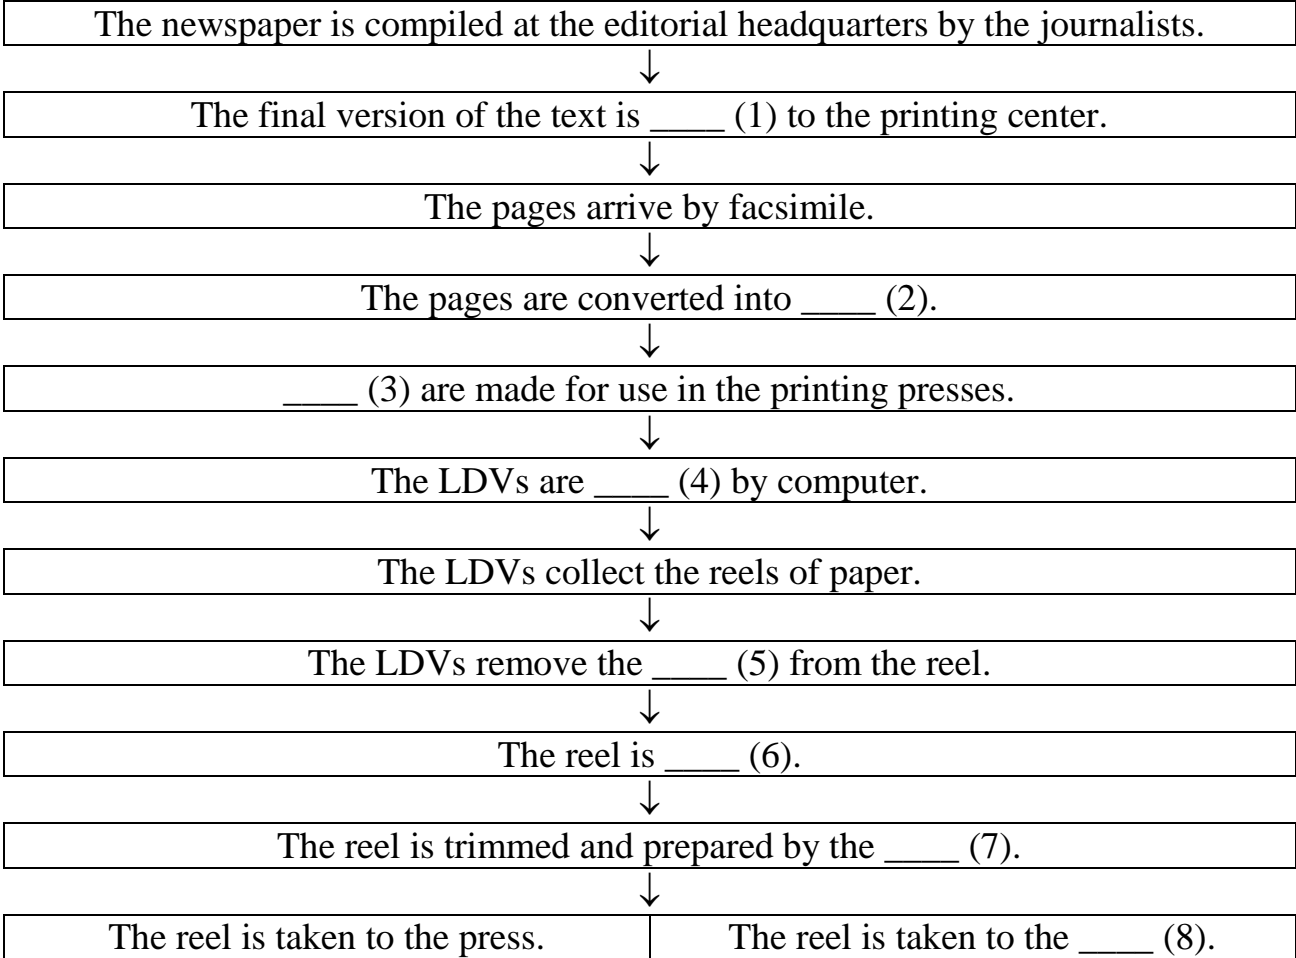 The newspaper is compiled at the editorial headquarters by the journalists.
↓
The final version of the text is ____ (1) to the printing center.
↓
The pages arrive by facsimile.
↓
The pages are converted into ____ (2).
↓
____ (3) are made for use in the printing presses.
↓
The LDVs are ____ (4) by computer.
↓
The LDVs collect the reels of paper.
↓
The LDVs remove the ____ (5) from the reel.
↓
The reel is ____ (6).
↓
The reel is trimmed and prepared by the ____ (7).
↓
The reel is taken to the press.
The reel is taken to the ____ (8).